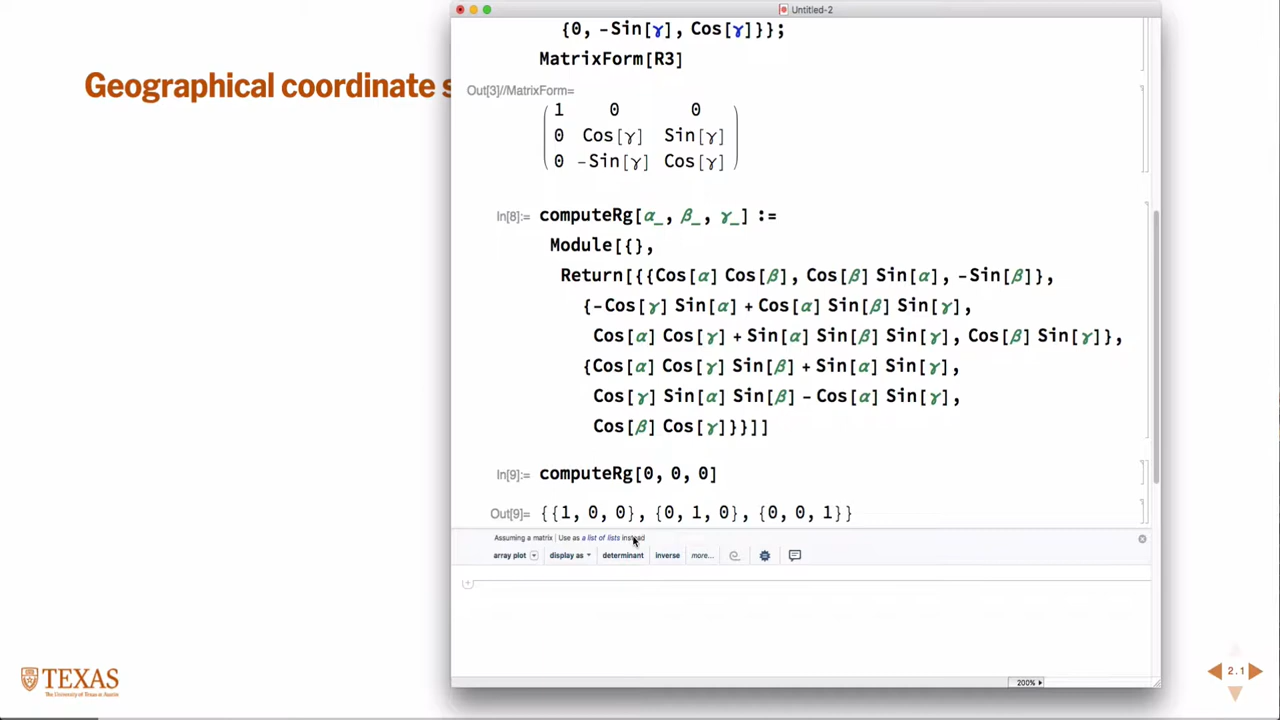 Untitled-2
{0, -Sin[γ], Cos[γ]}};
MatrixForm[R3]
Geographical coordinate s
Out[3]//MatrixForm=
1 0 0
0 Cos[γ] Sin[γ]
0 -Sin[γ] Cos[γ]
In[8]:= computeRg[α_, β_, γ_] :=
Module[{},
Return[{{Cos[α] Cos[β], Cos[β] Sin[α], -Sin[β]},
{-Cos[γ] Sin[α] + Cos[α] Sin[β] Sin[γ],
Cos[α] Cos[γ] + Sin[α] Sin[β] Sin[γ], Cos[β] Sin[γ]},
{Cos[α] Cos[γ] Sin[β] + Sin[α] Sin[γ],
Cos[γ] Sin[α] Sin[β] - Cos[α] Sin[γ],
Cos[β] Cos[γ]}}]]
In[9]:= computeRg[0, 0, 0]
Out[9]= {{1, 0, 0}, {0, 1, 0}, {0, 0, 1}}
Assuming a matrix | Use as a list of lists instead
array plot display as determinant inverse more...
TEXAS
The University of Texas at Austin
2.1
200%